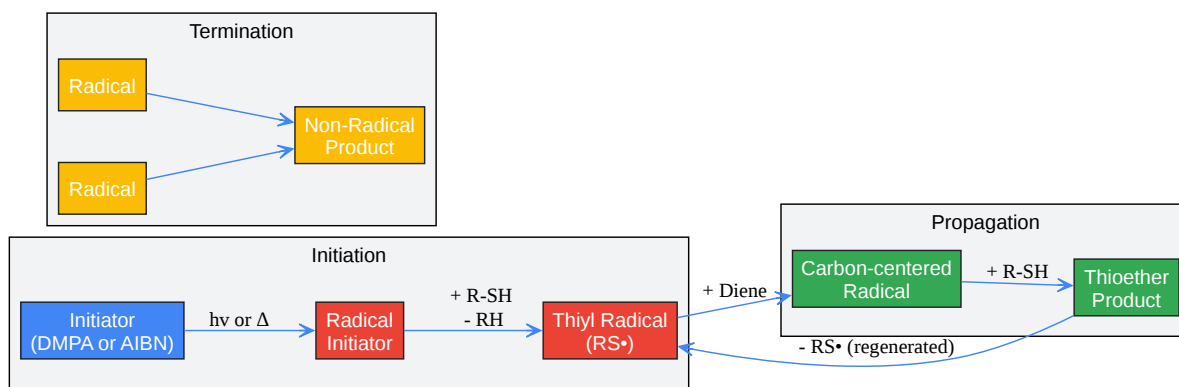 Termination
Radical
Non-Radical
Product
Radical
Initiation
Initiator
(DMPA or AIBN)
hν or Δ
Radical
Initiator
+ R-SH
- RH
Thiyl Radical
(RS•)
+ Diene
Propagation
Carbon-centered
Radical
+ R-SH
Thioether
Product
- RS• (regenerated)